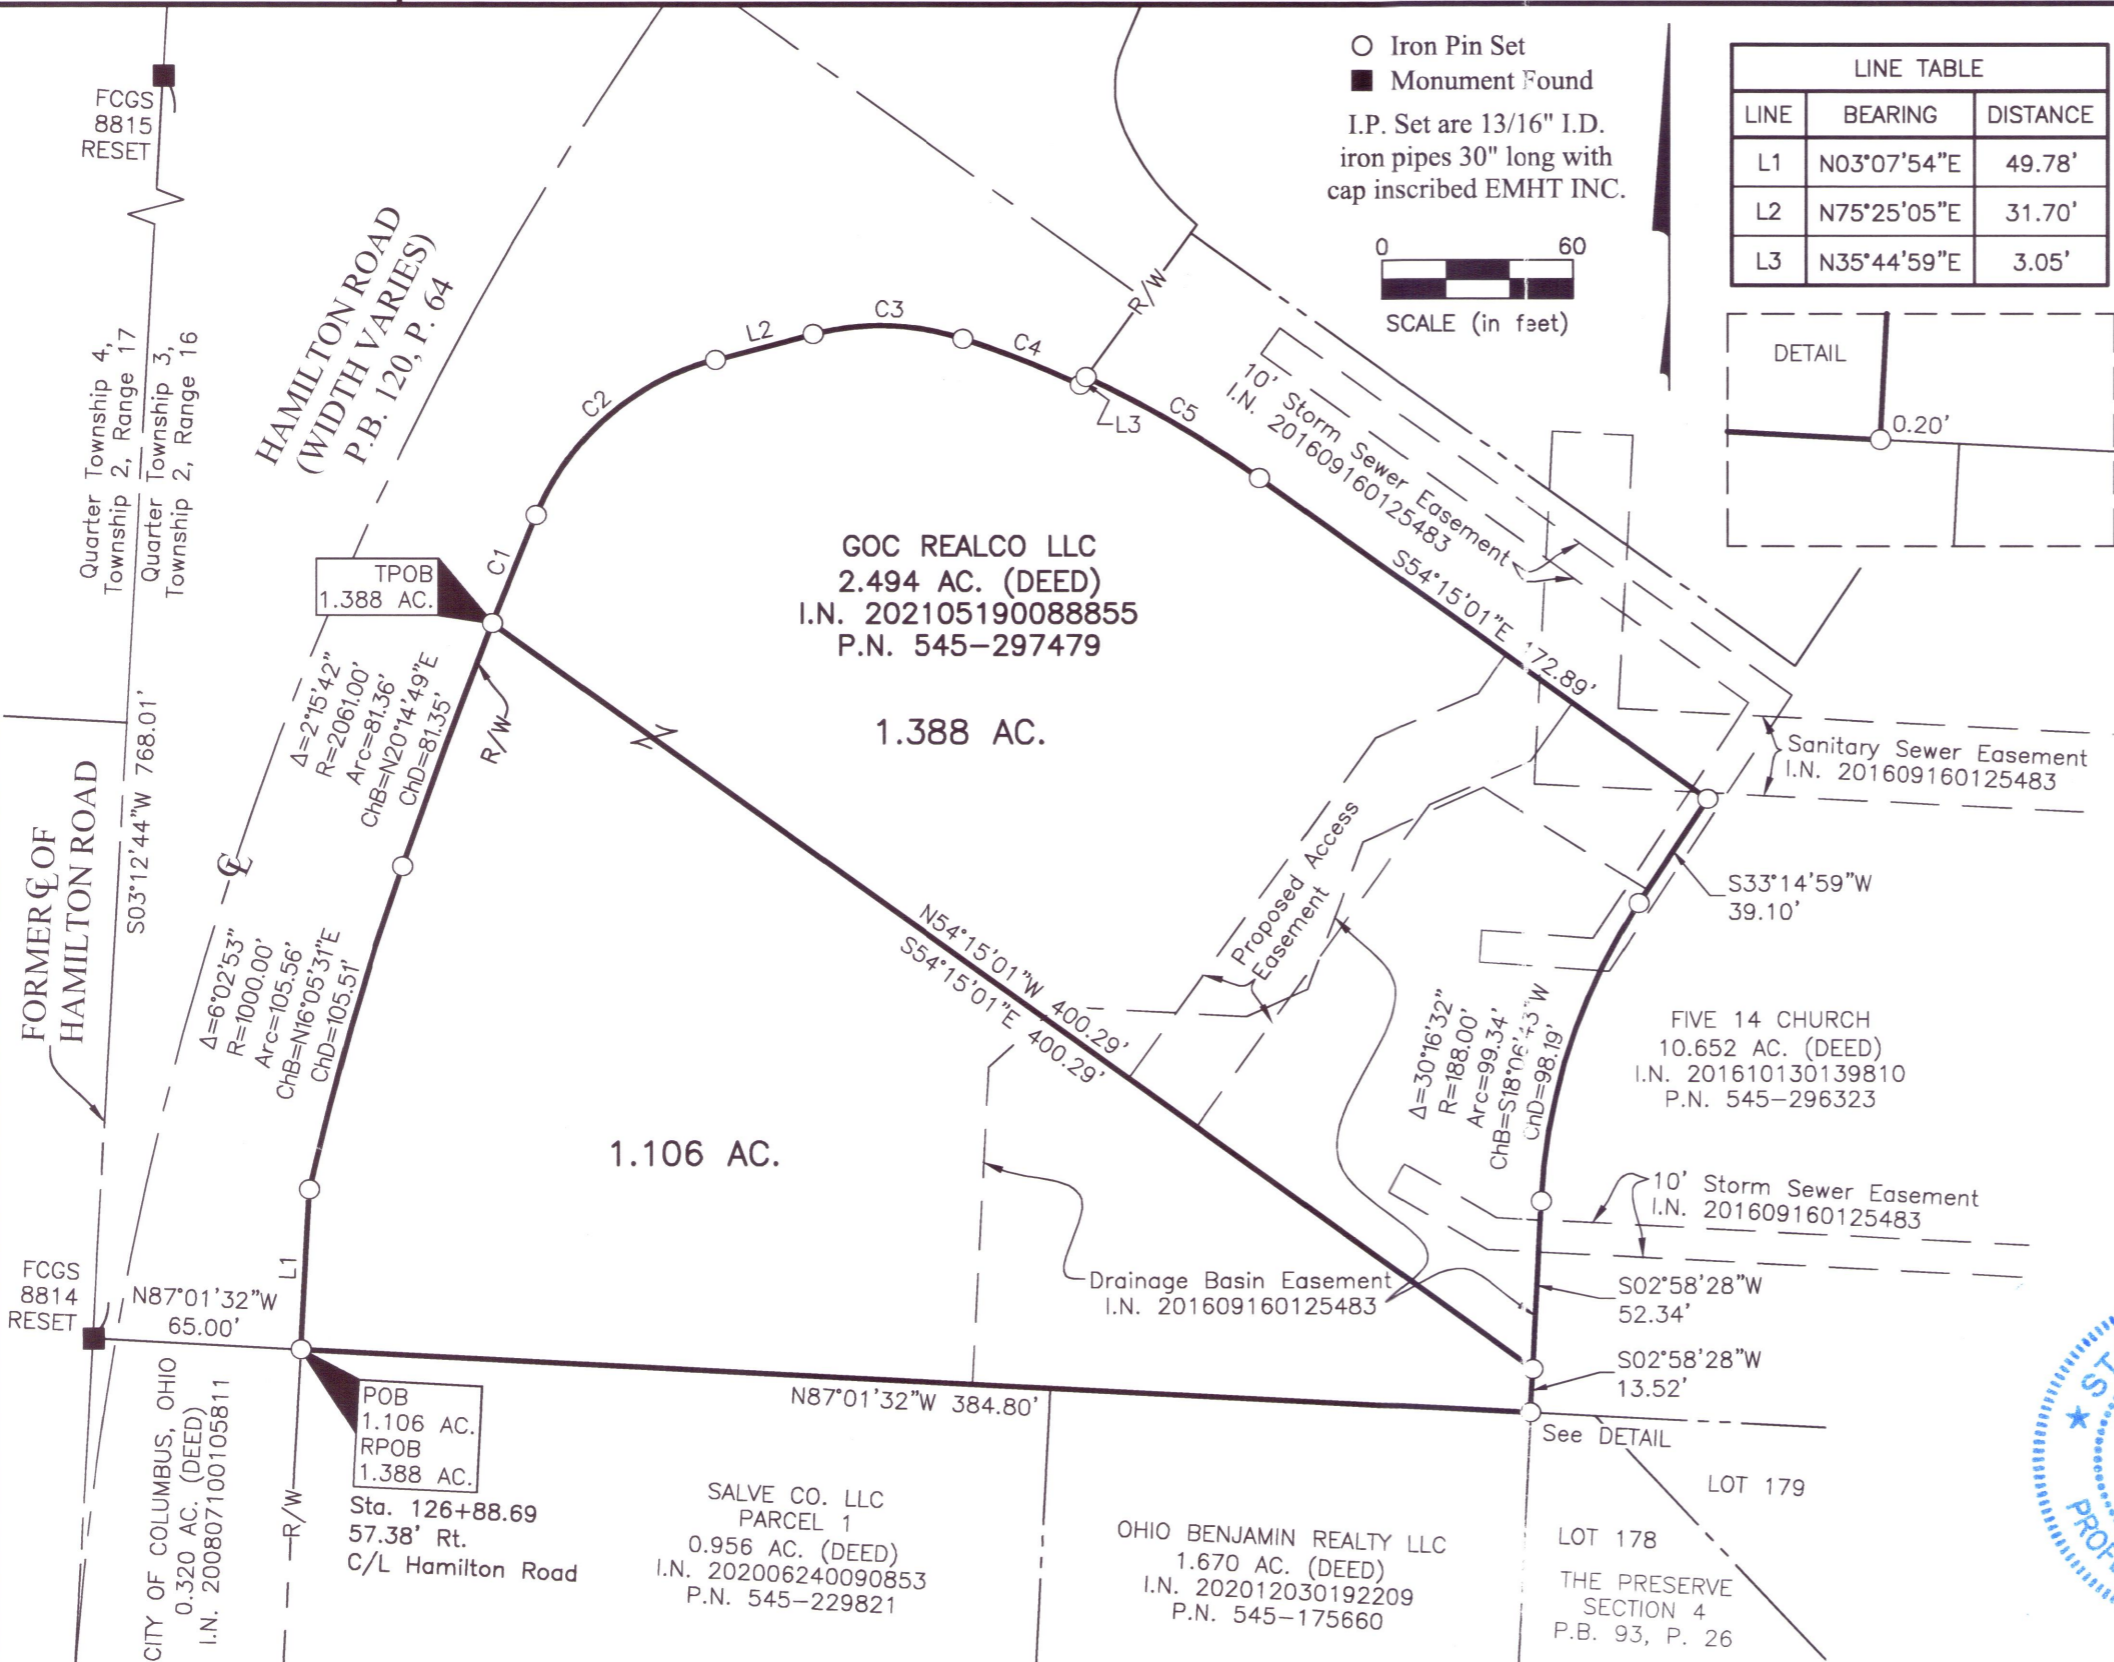 FCGS
8815
RESET
Quarter Township 4,
Township 2, Range 17
Quarter Township 3,
Township 2, Range 16
HAMILTON ROAD
(WIDTH VARIES)
P.B. 120, P. 64
○ Iron Pin Set
■ Monument Found
I.P. Set are 13/16" I.D.
iron pipes 30" long with
cap inscribed EMHT INC.
0 60
SCALE (in feet)
LINE TABLE
LINE BEARING DISTANCE
L1 N03°07'54"E 49.78'
L2 N75°25'05"E 31.70'
L3 N35°44'59"E 3.05'
DETAIL
0.20'
R/W
C1
C2
L2
C3
C4
L3
C5
10' Storm Sewer Easement
I.N. 201609160125483
S54°15'01"E 172.89'
TPOB
1.388 AC.
GOC REALCO LLC
2.494 AC. (DEED)
I.N. 202105190088855
P.N. 545-297479
1.388 AC.
Δ=2°15'42"
R=2061.00'
Arc=81.36'
ChB=N20°14'49"E
ChD=81.35'
R/W
Sanitary Sewer Easement
I.N. 201609160125483
S03°12'44"W 768.01'
FORMER ℄ OF
HAMILTON ROAD
℄
Δ=6°02'53"
R=1000.00'
Arc=105.56'
ChB=N16°05'31"E
ChD=105.51'
Proposed Access
Easement
S33°14'59"W
39.10'
N54°15'01"W 400.29'
S54°15'01"E 400.29'
Δ=30°16'32"
R=188.00'
Arc=99.34'
ChB=S18°06'43"W
ChD=98.19'
FIVE 14 CHURCH
10.652 AC. (DEED)
I.N. 201610130139810
P.N. 545-296323
1.106 AC.
10' Storm Sewer Easement
I.N. 201609160125483
Drainage Basin Easement
I.N. 201609160125483
S02°58'28"W
52.34'
S02°58'28"W
13.52'
FCGS
8814
RESET
N87°01'32"W
65.00'
L1
N87°01'32"W 384.80'
See DETAIL
POB
1.106 AC.
RPOB
1.388 AC.
Sta. 126+88.69
57.38' Rt.
C/L Hamilton Road
CITY OF COLUMBUS, OHIO
0.320 AC. (DEED)
I.N. 200807100105811
R/W
SALVE CO. LLC
PARCEL 1
0.956 AC. (DEED)
I.N. 202006240090853
P.N. 545-229821
OHIO BENJAMIN REALTY LLC
1.670 AC. (DEED)
I.N. 202012030192209
P.N. 545-175660
LOT 179
LOT 178
THE PRESERVE
SECTION 4
P.B. 93, P. 26
★ ST
PROF